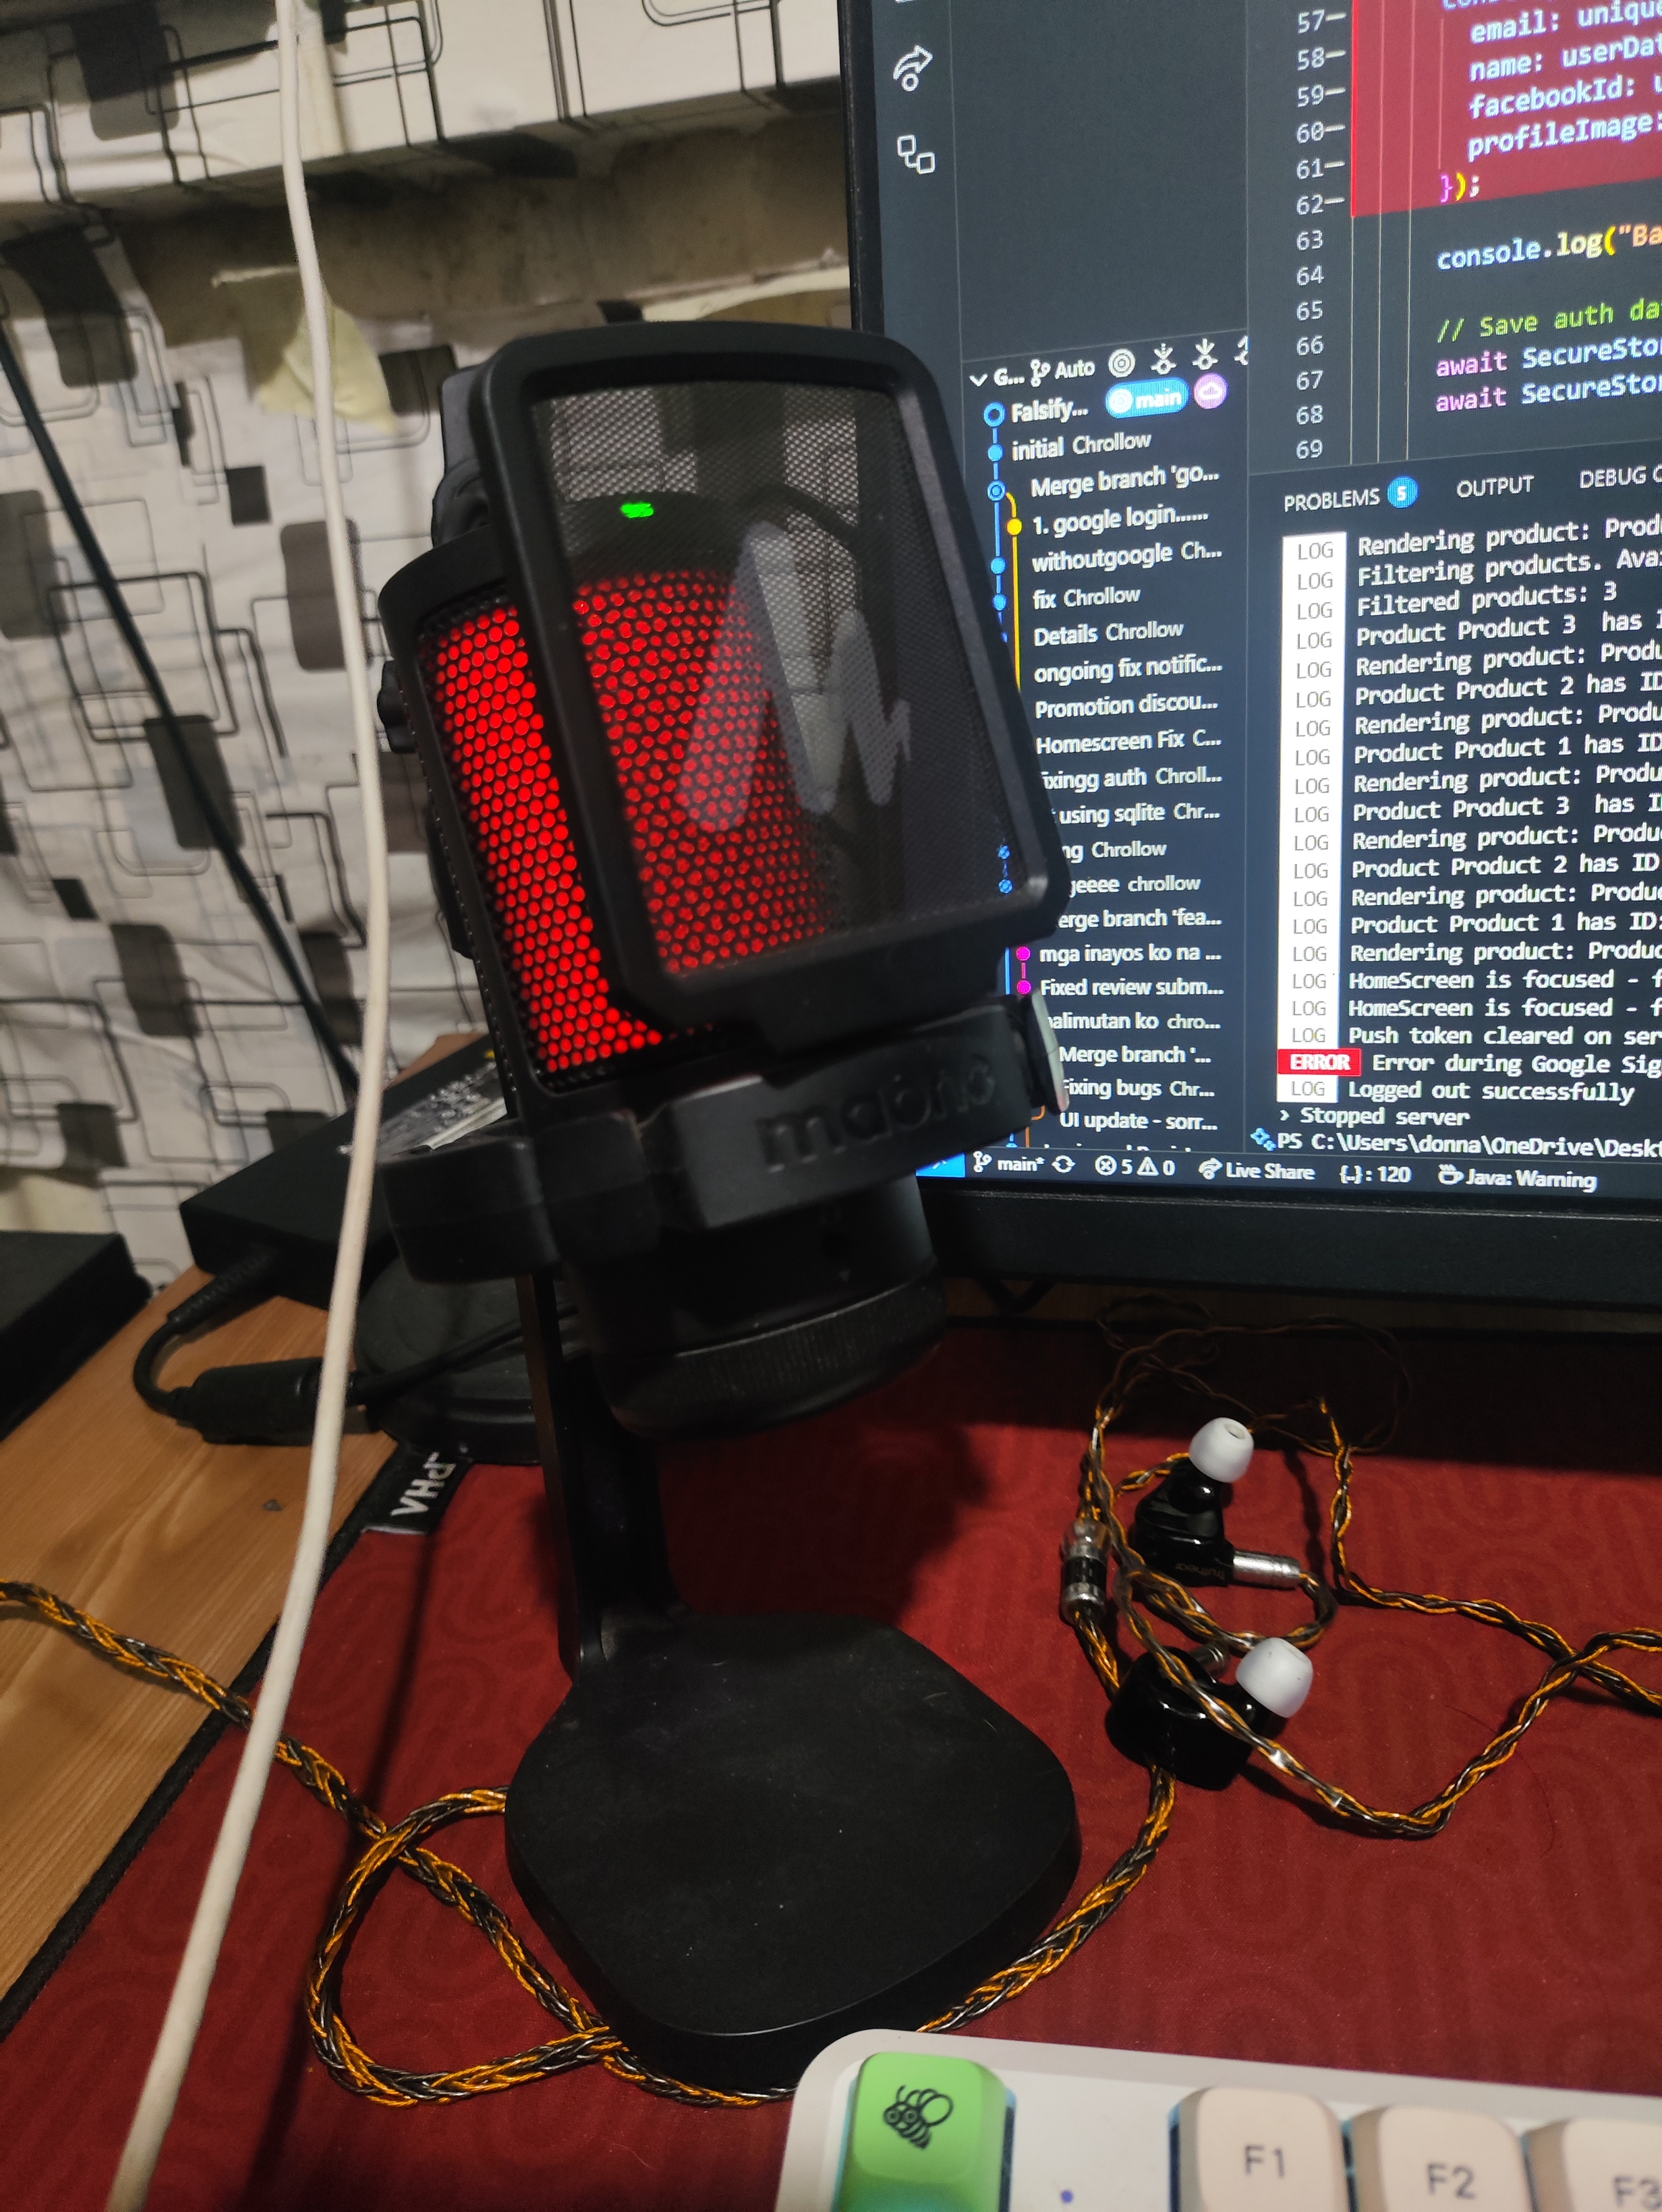 57
email: unique
58
name: userDat
59
facebookId: u
60
profileImage:
61
});
62
63
console.log("Ba
64
65
// Save auth da
66
await SecureStor
67
await SecureStor
68
69
G... Auto
Falsify... main
initial Chrollow
Merge branch 'go...
1. google login......
withoutgoogle Ch...
fix Chrollow
Details Chrollow
ongoing fix notific...
Promotion discou...
Homescreen Fix C...
ixingg auth Chroll...
using sqlite Chr...
ng Chrollow
geeee chrollow
erge branch 'fea...
mga inayos ko na ...
Fixed review subm...
alimutan ko chro...
Merge branch '...
Fixing bugs Chr...
UI update - sorr...
PROBLEMS 5 OUTPUT DEBUG C
LOG Rendering product: Prod
LOG Filtering products. Avai
LOG Filtered products: 3
LOG Product Product 3 has I
LOG Rendering product: Produ
LOG Product Product 2 has ID
LOG Rendering product: Produ
LOG Product Product 1 has ID
LOG Rendering product: Produ
LOG Product Product 3 has I
LOG Rendering product: Produ
LOG Product Product 2 has ID
LOG Rendering product: Produ
LOG Product Product 1 has ID:
LOG Rendering product: Produc
LOG HomeScreen is focused - f
LOG HomeScreen is focused - f
LOG Push token cleared on ser
ERROR Error during Google Sig
LOG Logged out successfully
› Stopped server
PS C:\Users\donna\OneDrive\Deskt
main* 5 0 Live Share {..}: 120 Java: Warning
maono
truthear
F1
F2
F3